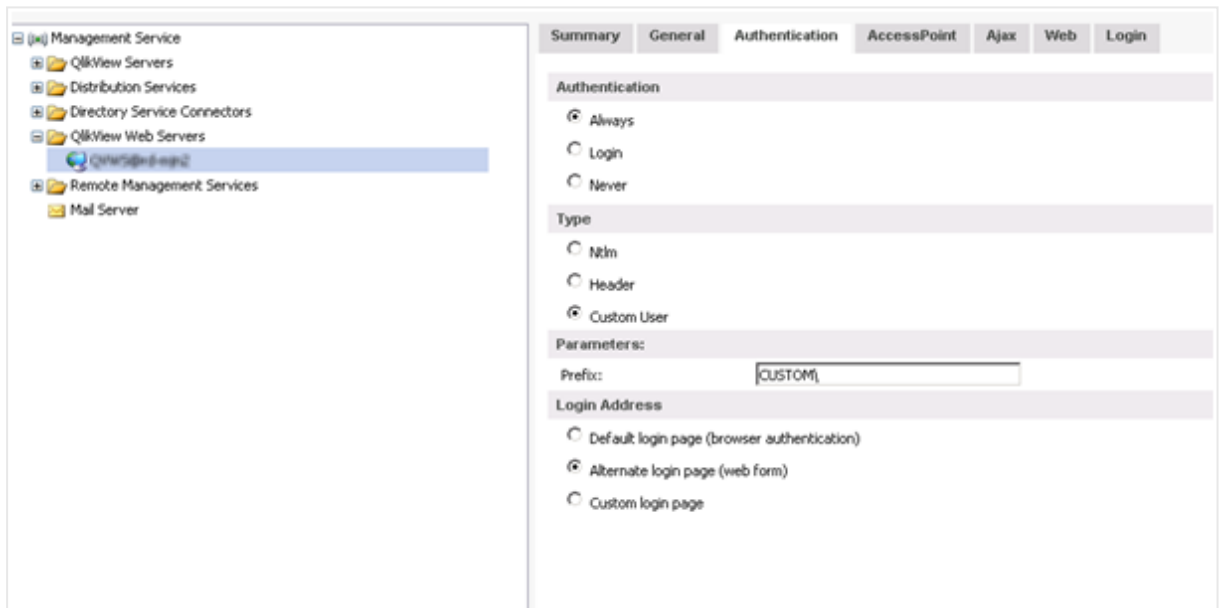 Management Service
QlikView Servers
Distribution Services
Directory Service Connectors
QlikView Web Servers
Remote Management Services
Mail Server
Summary General Authentication AccessPoint Ajax Web Login
Authentication
Always
Login
Never
Type
Ntlm
Header
Custom User
Parameters:
Prefix: CUSTOM\
Login Address
Default login page (browser authentication)
Alternate login page (web form)
Custom login page